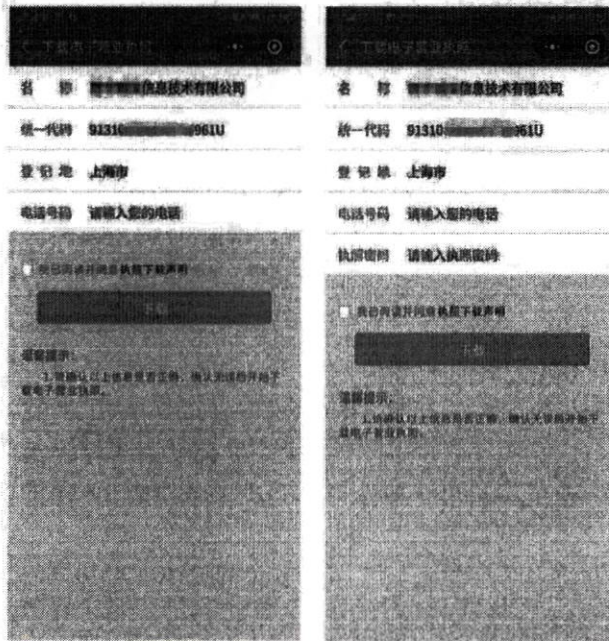 下载电子营业执照
名 称 信息技术有限公司
统一代码 91310 961U
登 记 地 上海市
电话号码 请输入您的电话
我已阅读并同意执照下载声明
下载
温馨提示:
1.请确认以上信息是否正确,确认无误后开始下
载电子营业执照。
下载电子营业执照
名 称 信息技术有限公司
统一代码 91310 961U
登 记 地 上海市
电话号码 请输入您的电话
执照密码 请输入执照密码
我已阅读并同意执照下载声明
下载
温馨提示:
1.请确认以上信息是否正确,确认无误后开始下
载电子营业执照。